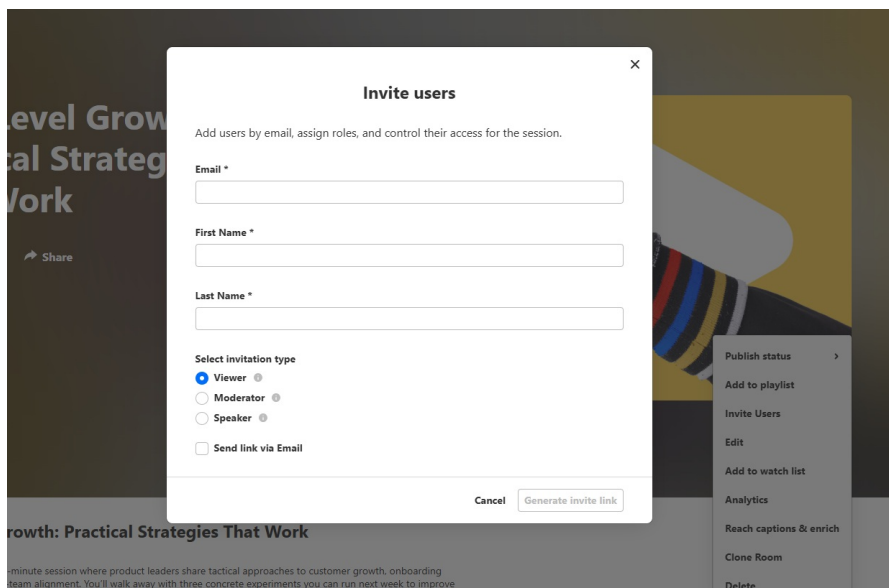 Invite users
Add users by email, assign roles, and control their access for the session.
Email *
First Name *
Last Name *
Select invitation type
Viewer
Moderator
Speaker
Send link via Email
Cancel
Generate invite link
evel Grow
cal Strateg
Work
Share
Publish status
Add to playlist
Invite Users
Edit
Add to watch list
Analytics
Reach captions & enrich
Clone Room
Delete
rowth: Practical Strategies That Work
-minute session where product leaders share tactical approaches to customer growth, onboarding
-team alignment. You'll walk away with three concrete experiments you can run next week to improve